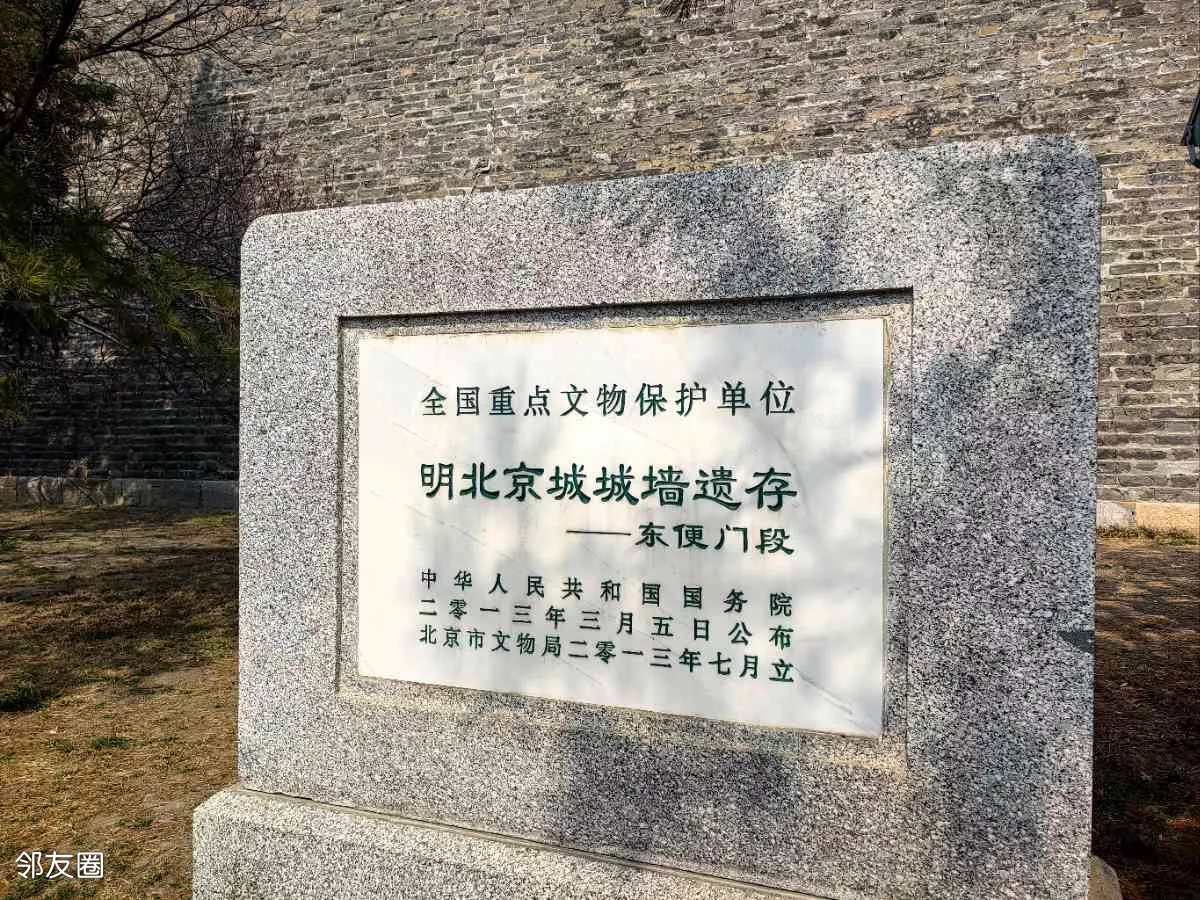 全国重点文物保护单位
明北京城城墙遗存
——东便门段
中华人民共和国国务院
二零一三年三月五日公布
北京市文物局二零一三年七月立
邻友圈